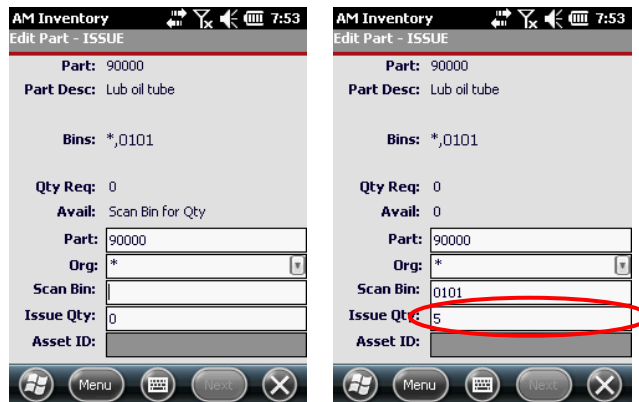 AM Inventory 7:53
Edit Part - ISSUE
Part: 90000
Part Desc: Lub oil tube
Bins: *,0101
Qty Req: 0
Avail: Scan Bin for Qty
Part: 90000
Org: *
Scan Bin:
Issue Qty: 0
Asset ID:
Menu Next
AM Inventory 7:53
Edit Part - ISSUE
Part: 90000
Part Desc: Lub oil tube
Bins: *,0101
Qty Req: 0
Avail: 0
Part: 90000
Org: *
Scan Bin: 0101
Issue Qty: 5
Asset ID:
Menu Next